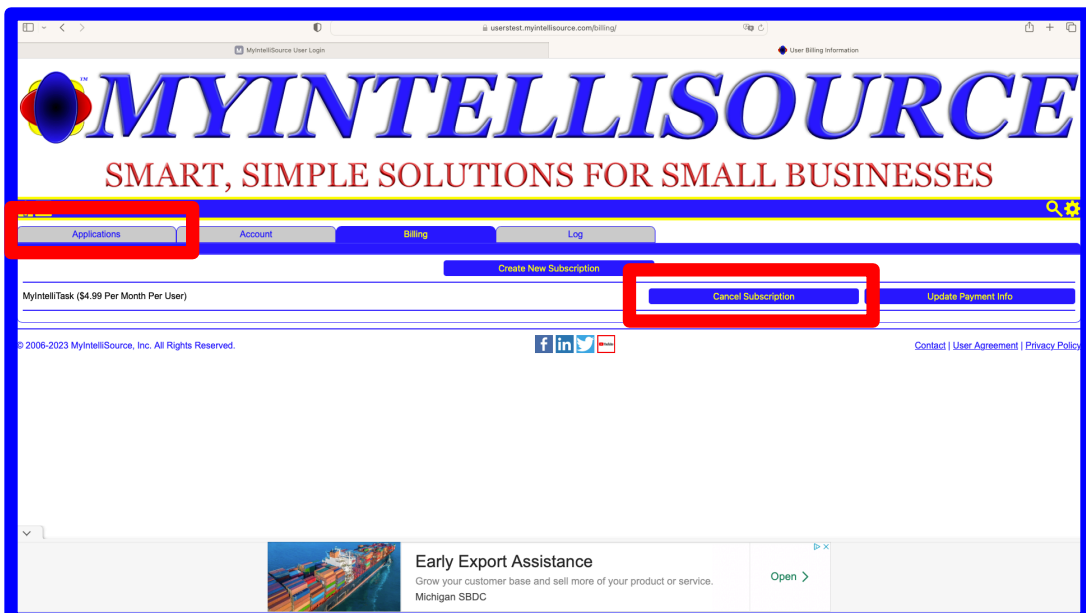 userstest.myintellisource.com/billing/
M MyIntelliSource User Login
User Billing Information
MYINTELLISOURCE
TM
SMART, SIMPLE SOLUTIONS FOR SMALL BUSINESSES
Applications Account Billing Log
Create New Subscription
MyIntelliTask ($4.99 Per Month Per User) Cancel Subscription Update Payment Info
© 2006-2023 MyIntelliSource, Inc. All Rights Reserved. f in Contact | User Agreement | Privacy Policy
Early Export Assistance
Grow your customer base and sell more of your product or service.
Open
Michigan SBDC